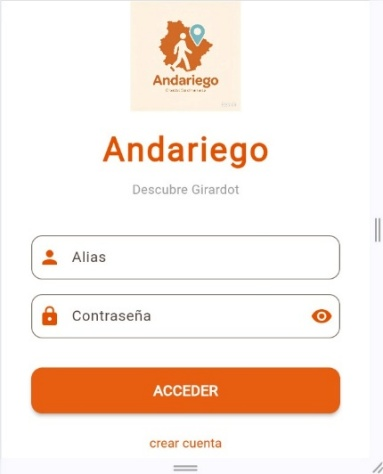 Andariego
Andariego
Descubre Girardot
Alias
Contraseña
ACCEDER
crear cuenta